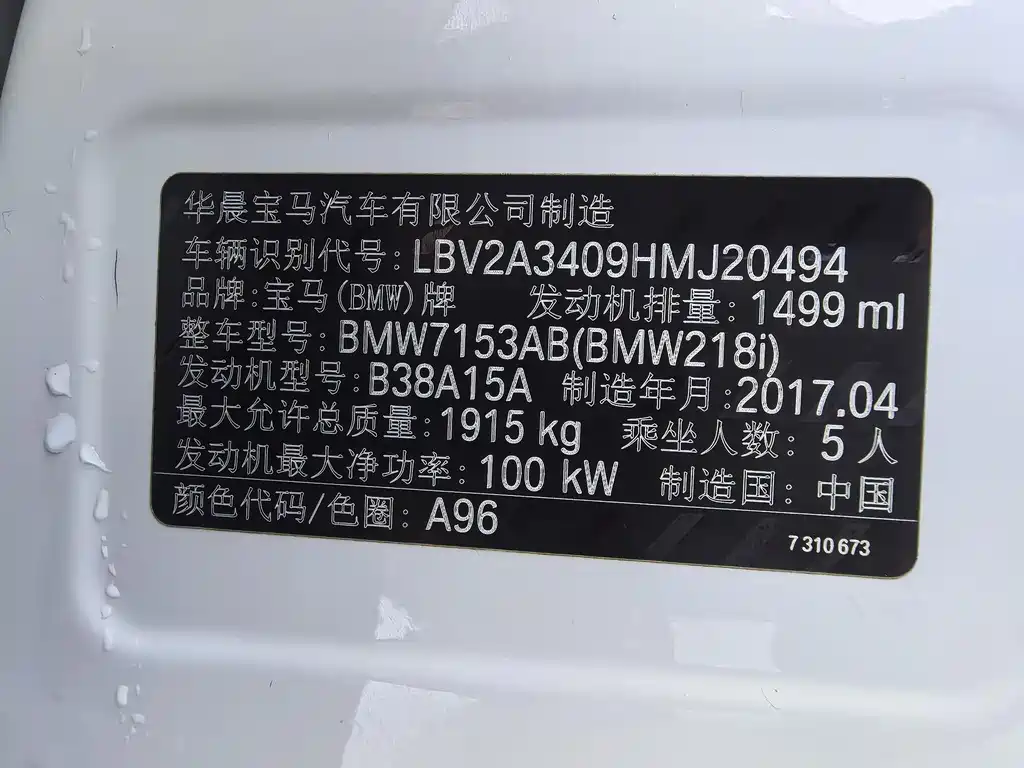 华晨宝马汽车有限公司制造
车辆识别代号: LBV2A3409HMJ20494
品牌: 宝马(BMW)牌 发动机排量: 1499 ml
整车型号: BMW7153AB(BMW218i)
发动机型号: B38A15A 制造年月: 2017.04
最大允许总质量: 1915 kg 乘坐人数: 5 人
发动机最大净功率: 100 kW 制造国: 中国
颜色代码/色圈: A96
7 310 673